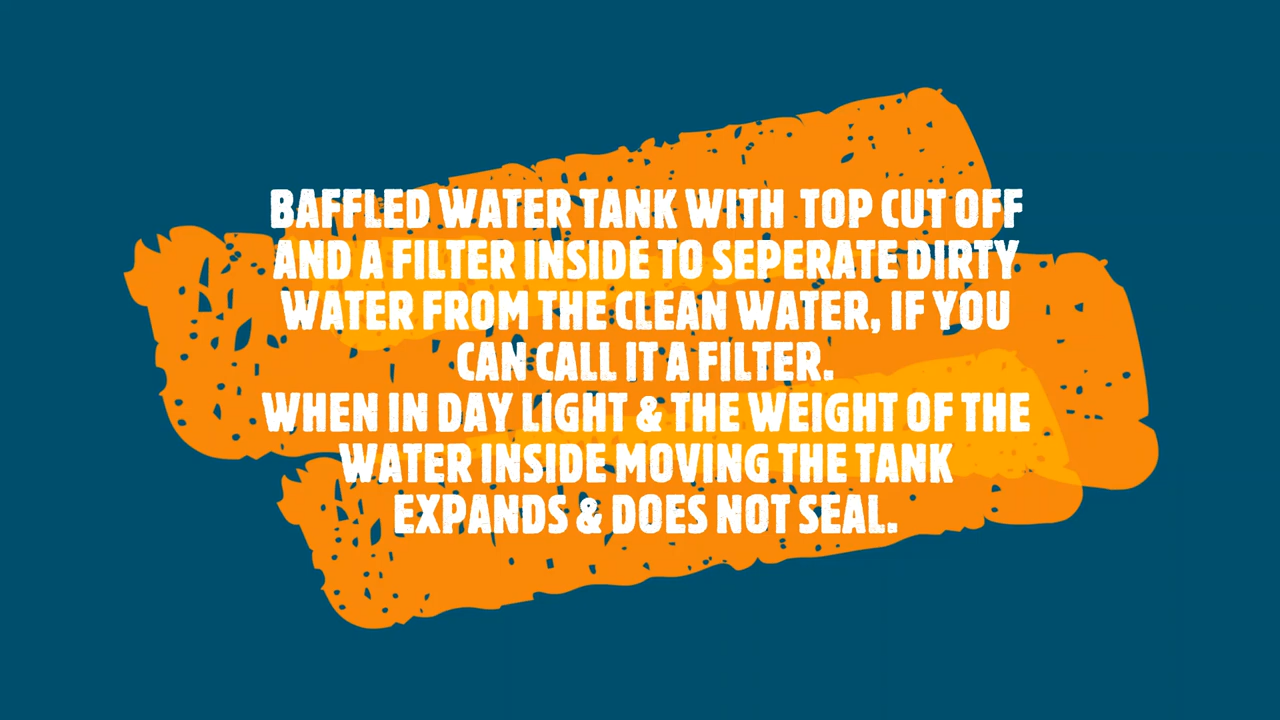 BAFFLED WATER TANK WITH TOP CUT OFF
AND A FILTER INSIDE TO SEPERATE DIRTY
WATER FROM THE CLEAN WATER, IF YOU
CAN CALL IT A FILTER.
WHEN IN DAY LIGHT & THE WEIGHT OF THE
WATER INSIDE MOVING THE TANK
EXPANDS & DOES NOT SEAL.